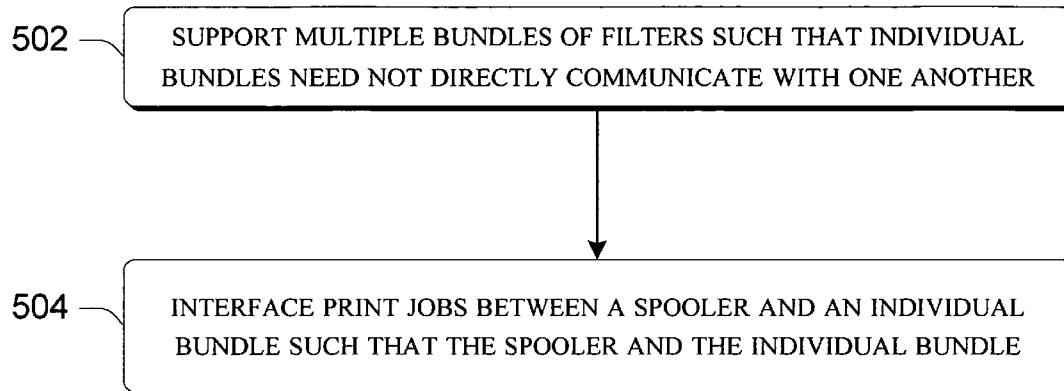 502
SUPPORT MULTIPLE BUNDLES OF FILTERS SUCH THAT INDIVIDUAL
BUNDLES NEED NOT DIRECTLY COMMUNICATE WITH ONE ANOTHER
504
INTERFACE PRINT JOBS BETWEEN A SPOOLER AND AN INDIVIDUAL
BUNDLE SUCH THAT THE SPOOLER AND THE INDIVIDUAL BUNDLE